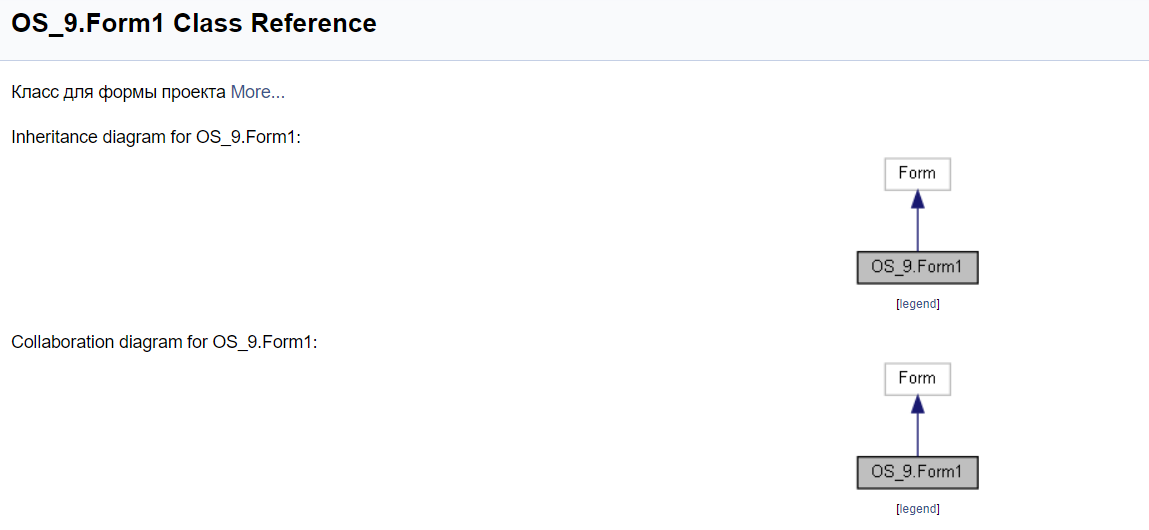 OS_9.Form1 Class Reference
Класс для формы проекта More...
Inheritance diagram for OS_9.Form1:
Form
OS_9.Form1
[legend]
Collaboration diagram for OS_9.Form1:
Form
OS_9.Form1
[legend]